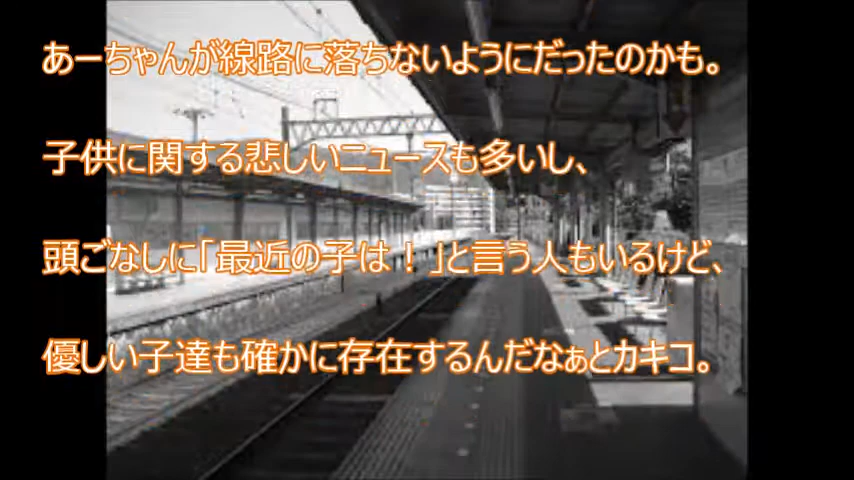 あーちゃんが線路に落ちないようにだったのかも。
子供に関する悲しいニュースも多いし、
頭ごなしに「最近の子は！」と言う人もいるけど、
優しい子達も確かに存在するんだなぁとカキコ。